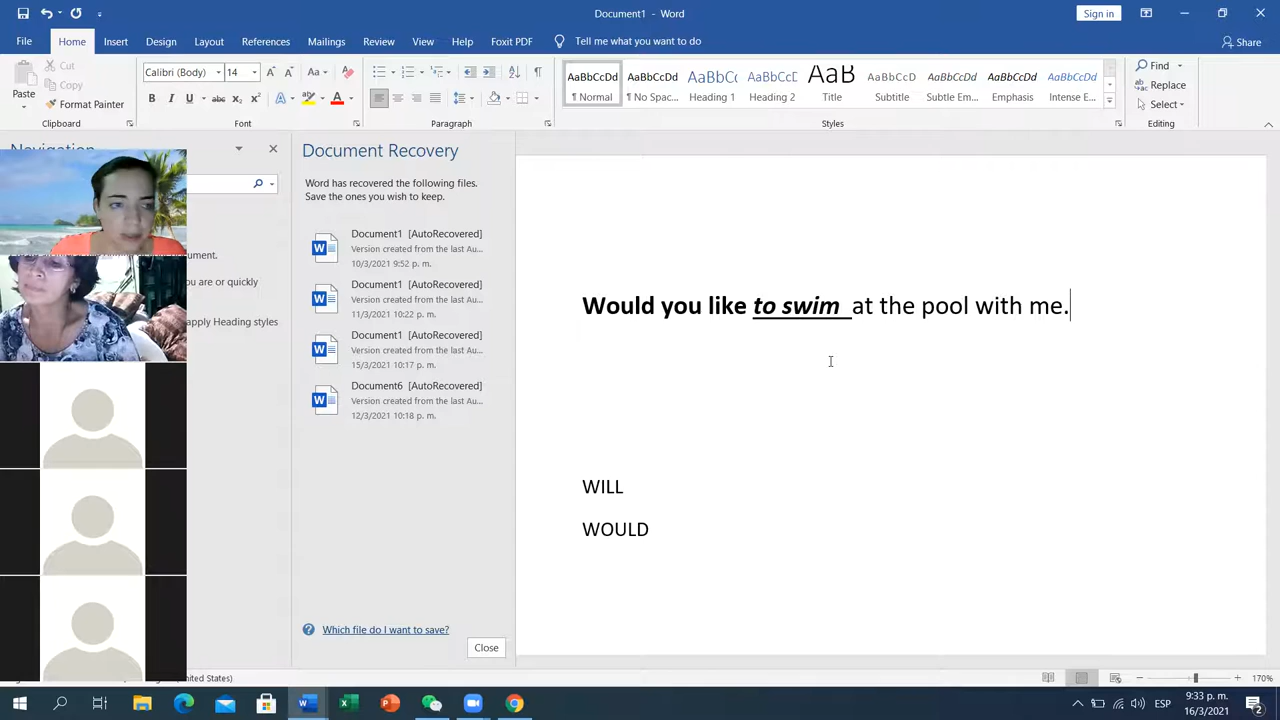 Document1 - Word
Sign in
File Home Insert Design Layout References Mailings Review View Help Foxit PDF Tell me what you want to do Share
Paste
Cut
Copy
Format Painter
Clipboard
Calibri (Body) 14
Font
Paragraph
AaBbCcDd AaBbCcDd AaBbCc AaBbCcD AaB AaBbCcD AaBbCcDd AaBbCcDd AaBbCcDd
¶ Normal ¶ No Spac... Heading 1 Heading 2 Title Subtitle Subtle Em... Emphasis Intense E...
Styles
Find
Replace
Select
Editing
Navigation
ocument.
ou are or quickly
apply Heading styles
Document Recovery
Word has recovered the following files.
Save the ones you wish to keep.
Document1 [AutoRecovered]
Version created from the last Au...
10/3/2021 9:52 p. m.
Document1 [AutoRecovered]
Version created from the last Au...
11/3/2021 10:22 p. m.
Document1 [AutoRecovered]
Version created from the last Au...
15/3/2021 10:17 p. m.
Document6 [AutoRecovered]
Version created from the last Au...
12/3/2021 10:18 p. m.
Which file do I want to save?
Close
Would you like to swim at the pool with me.
WILL
WOULD
States)
170%
ESP
9:33 p. m.
16/3/2021